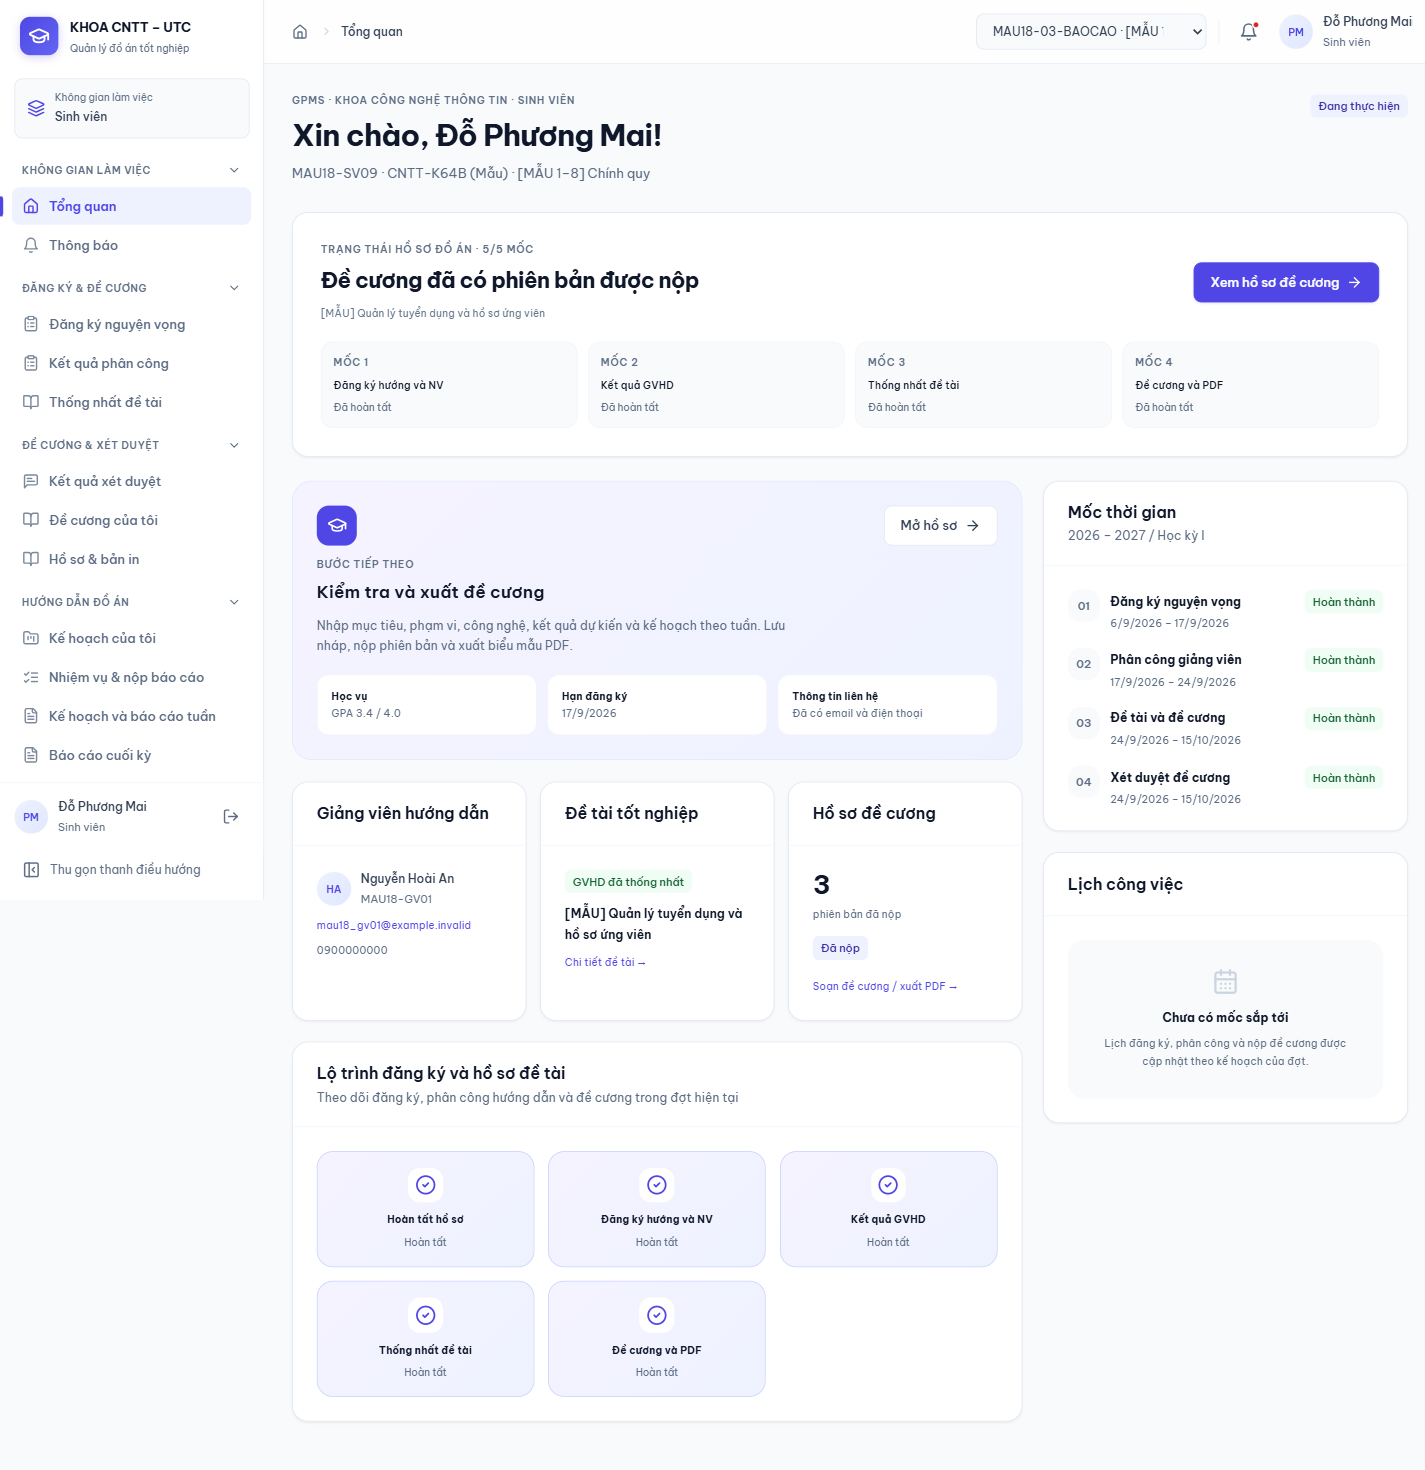 KHOA CNTT – UTC
Quản lý đồ án tốt nghiệp
Không gian làm việc
Sinh viên
KHÔNG GIAN LÀM VIỆC
Tổng quan
Thông báo
ĐĂNG KÝ & ĐỀ CƯƠNG
Đăng ký nguyện vọng
Kết quả phân công
Thống nhất đề tài
ĐỀ CƯƠNG & XÉT DUYỆT
Kết quả xét duyệt
Đề cương của tôi
Hồ sơ & bản in
HƯỚNG DẪN ĐỒ ÁN
Kế hoạch của tôi
Nhiệm vụ & nộp báo cáo
Kế hoạch và báo cáo tuần
Báo cáo cuối kỳ
PM
Đỗ Phương Mai
Sinh viên
Thu gọn thanh điều hướng
Tổng quan
MAU18-03-BAOCAO · [MẪU 1
PM
Đỗ Phương Mai
Sinh viên
GPMS · KHOA CÔNG NGHỆ THÔNG TIN · SINH VIÊN
Đang thực hiện
Xin chào, Đỗ Phương Mai!
MAU18-SV09 · CNTT-K64B (Mẫu) · [MẪU 1–8] Chính quy
TRẠNG THÁI HỒ SƠ ĐỒ ÁN · 5/5 MỐC
Đề cương đã có phiên bản được nộp
[MẪU] Quản lý tuyển dụng và hồ sơ ứng viên
Xem hồ sơ đề cương →
MỐC 1
Đăng ký hướng và NV
Đã hoàn tất
MỐC 2
Kết quả GVHD
Đã hoàn tất
MỐC 3
Thống nhất đề tài
Đã hoàn tất
MỐC 4
Đề cương và PDF
Đã hoàn tất
Mở hồ sơ →
BƯỚC TIẾP THEO
Kiểm tra và xuất đề cương
Nhập mục tiêu, phạm vi, công nghệ, kết quả dự kiến và kế hoạch theo tuần. Lưu
nháp, nộp phiên bản và xuất biểu mẫu PDF.
Học vụ
GPA 3.4 / 4.0
Hạn đăng ký
17/9/2026
Thông tin liên hệ
Đã có email và điện thoại
Giảng viên hướng dẫn
HA
Nguyễn Hoài An
MAU18-GV01
mau18_gv01@example.invalid
0900000000
Đề tài tốt nghiệp
GVHD đã thống nhất
[MẪU] Quản lý tuyển dụng và
hồ sơ ứng viên
Chi tiết đề tài →
Hồ sơ đề cương
3
phiên bản đã nộp
Đã nộp
Soạn đề cương / xuất PDF →
Lộ trình đăng ký và hồ sơ đề tài
Theo dõi đăng ký, phân công hướng dẫn và đề cương trong đợt hiện tại
Hoàn tất hồ sơ
Hoàn tất
Đăng ký hướng và NV
Hoàn tất
Kết quả GVHD
Hoàn tất
Thống nhất đề tài
Hoàn tất
Đề cương và PDF
Hoàn tất
Mốc thời gian
2026 – 2027 / Học kỳ I
01
Đăng ký nguyện vọng
6/9/2026 – 17/9/2026
Hoàn thành
02
Phân công giảng viên
17/9/2026 – 24/9/2026
Hoàn thành
03
Đề tài và đề cương
24/9/2026 – 15/10/2026
Hoàn thành
04
Xét duyệt đề cương
24/9/2026 – 15/10/2026
Hoàn thành
Lịch công việc
Chưa có mốc sắp tới
Lịch đăng ký, phân công và nộp đề cương được
cập nhật theo kế hoạch của đợt.